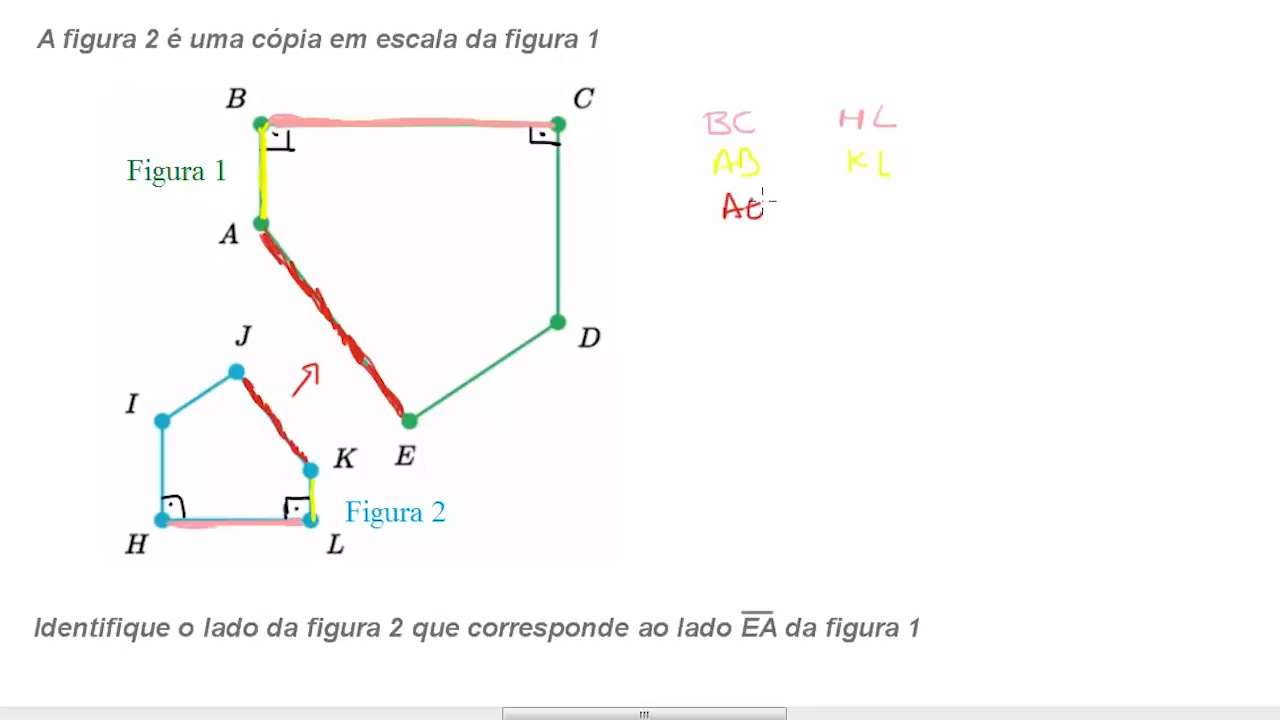 A figura 2 é uma cópia em escala da figura 1
B
C
BC HL
Figura 1
AB KL
AE
A
J
D
I
K
E
Figura 2
H
L
Identifique o lado da figura 2 que corresponde ao lado EA da figura 1